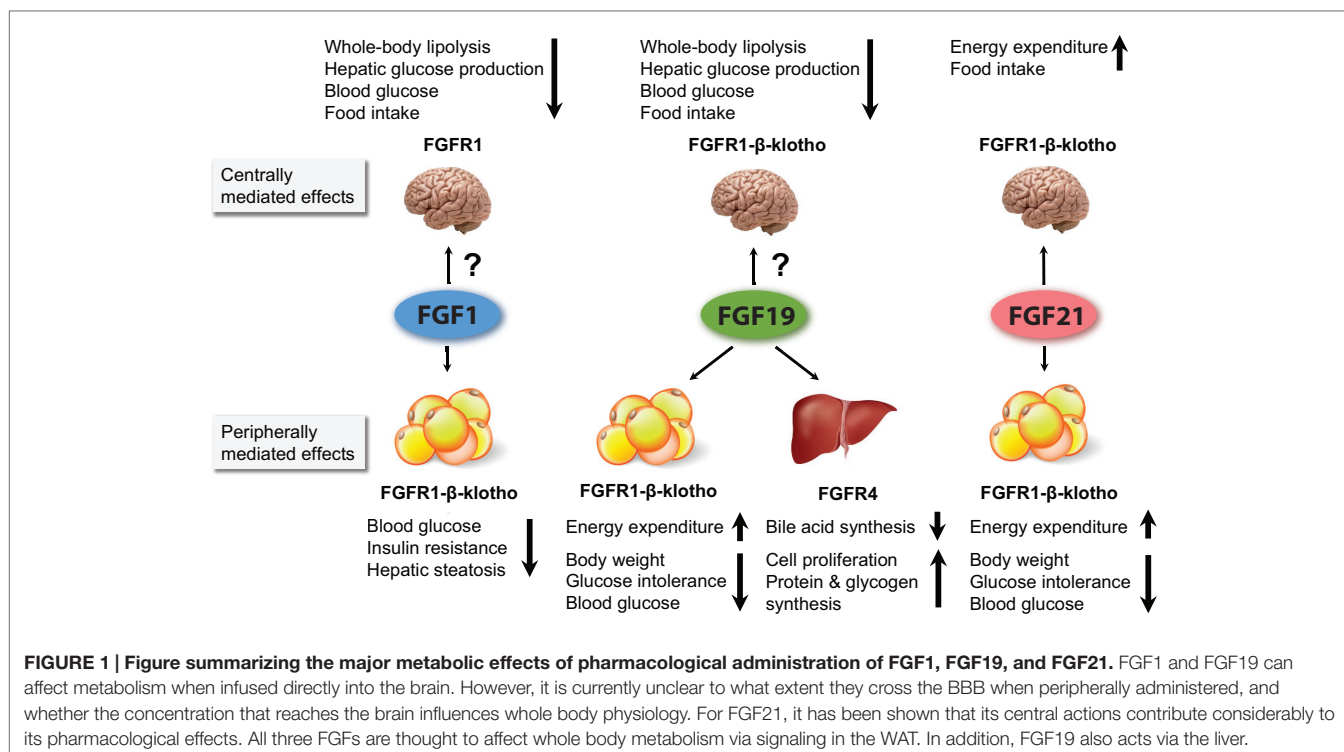 Whole-body lipolysis
Hepatic glucose production
Blood glucose
Food intake
FGFR1
Whole-body lipolysis
Hepatic glucose production
Blood glucose
Food intake
FGFR1-β-klotho
Energy expenditure
Food intake
FGFR1-β-klotho
Centrally
mediated effects
?
?
FGF1
FGF19
FGF21
Peripherally
mediated effects
FGFR1-β-klotho
Blood glucose
Insulin resistance
Hepatic steatosis
FGFR1-β-klotho
Energy expenditure
Body weight
Glucose intolerance
Blood glucose
FGFR4
Bile acid synthesis
Cell proliferation
Protein & glycogen
synthesis
FGFR1-β-klotho
Energy expenditure
Body weight
Glucose intolerance
Blood glucose
FIGURE 1 | Figure summarizing the major metabolic effects of pharmacological administration of FGF1, FGF19, and FGF21. FGF1 and FGF19 can
affect metabolism when infused directly into the brain. However, it is currently unclear to what extent they cross the BBB when peripherally administered, and
whether the concentration that reaches the brain influences whole body physiology. For FGF21, it has been shown that its central actions contribute considerably to
its pharmacological effects. All three FGFs are thought to affect whole body metabolism via signaling in the WAT. In addition, FGF19 also acts via the liver.